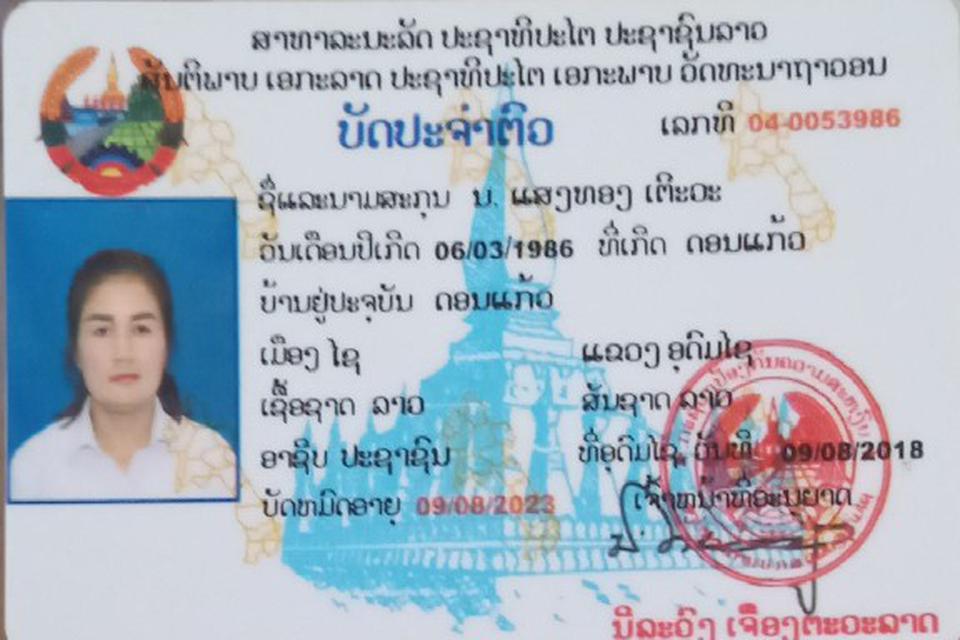 ສາທາລະນະລັດ ປະຊາທິປະໄຕ ປະຊາຊົນລາວ
ສັນຕິພາບ ເອກະລາດ ປະຊາທິປະໄຕ ເອກະພາບ ວັດທະນາຖາວອນ
ບັດປະຈຳຕົວ ເລກທີ 04-0053986
ຊື່ແລະນາມສະກຸນ ນ. ແສງທອງ ເຕິະວະ
ວັນເດືອນປີເກີດ 06/03/1986 ທີ່ເກີດ ດອນແກ້ວ
ບ້ານຢູ່ປະຈຸບັນ ດອນແກ້ວ
ເມືອງ ໄຊ ແຂວງ ອຸດົມໄຊ
ເຊື້ອຊາດ ລາວ ສັນຊາດ ລາວ
ອາຊີບ ປະຊາຊົນ ທີ່ອຸດົມໄຊ, ວັນທີ 09/08/2018
ບັດຫມົດອາຍຸ 09/08/2023 ເຈົ້າຫນ້າທີ່ອະນຸຍາດ
ນິລະວົງ ເຈືອງຕະວະລາດ